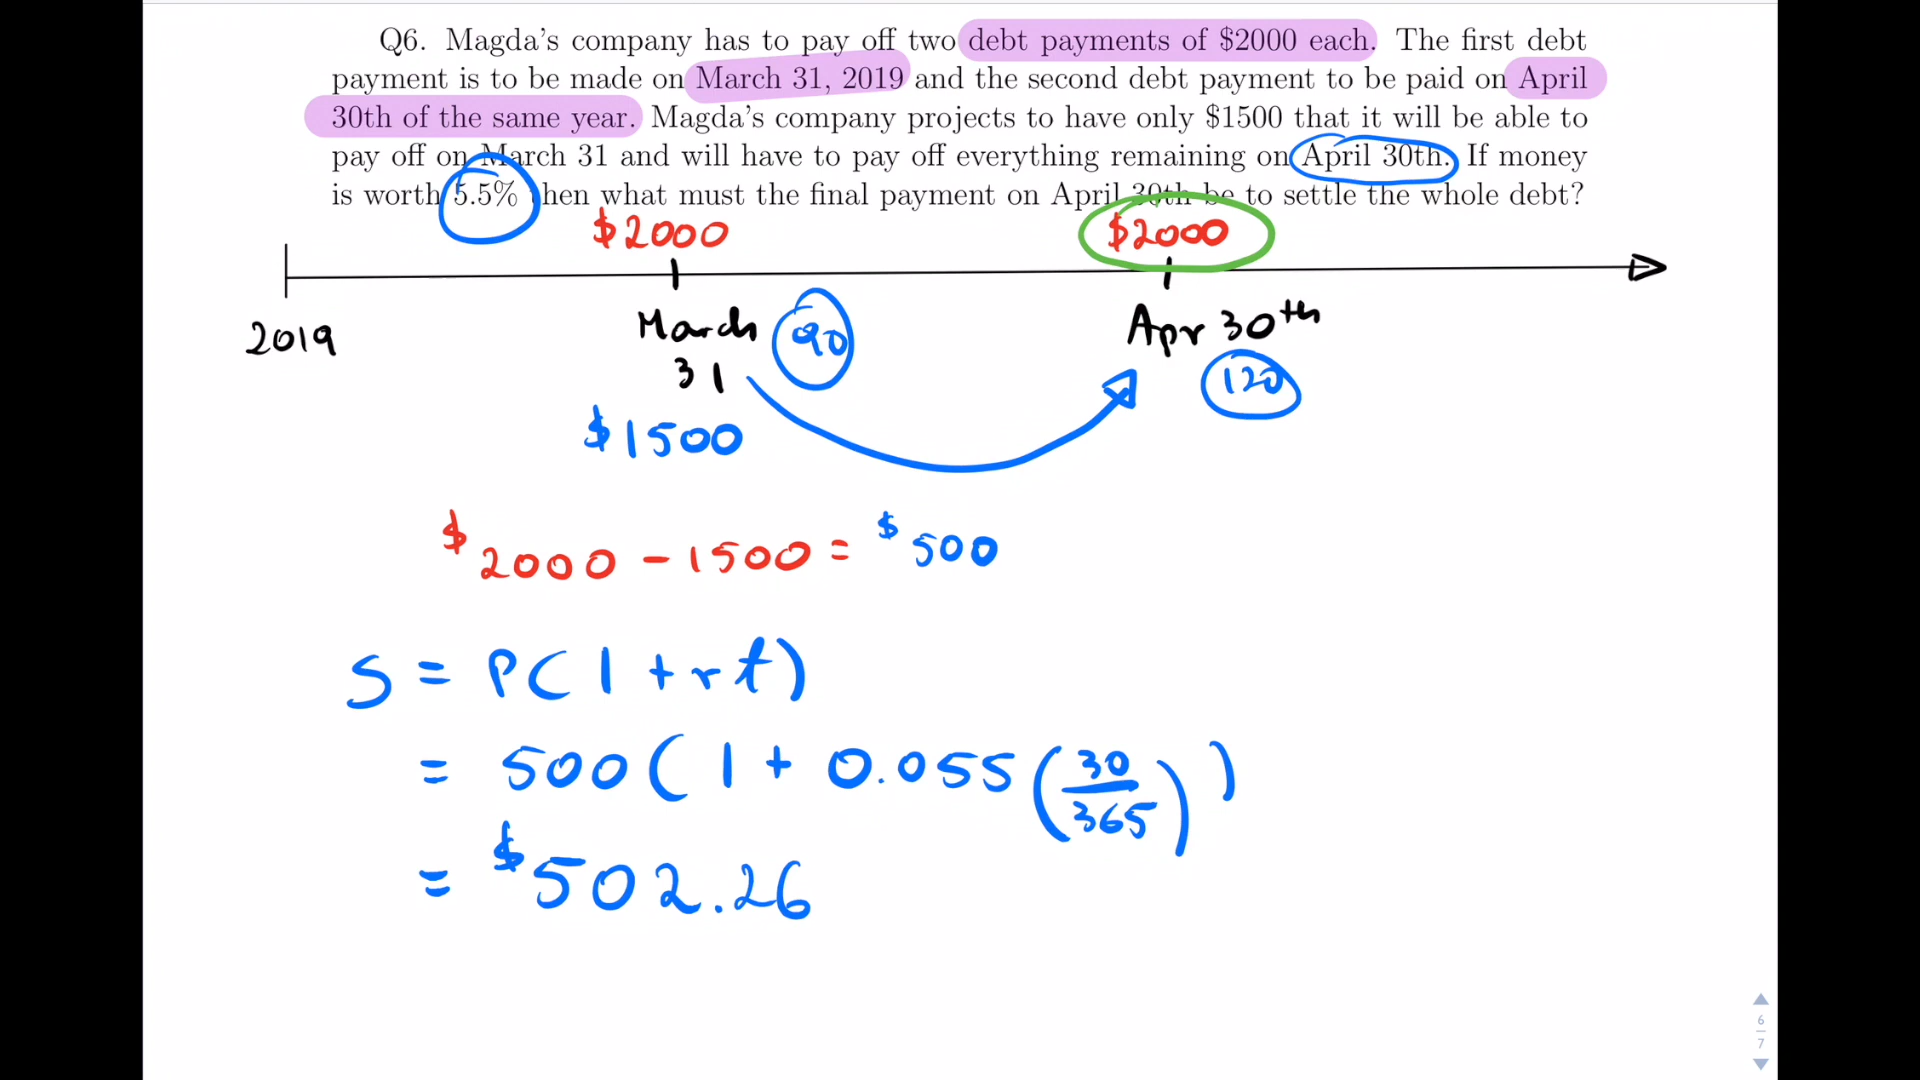 Q6. Magda's company has to pay off two debt payments of $2000 each. The first debt
payment is to be made on March 31, 2019 and the second debt payment to be paid on April
30th of the same year. Magda's company projects to have only $1500 that it will be able to
pay off on March 31 and will have to pay off everything remaining on April 30th. If money
is worth 5.5% then what must the final payment on April 30th be to settle the whole debt?
$2000 $2000
2019 March 31 90 Apr 30th 120
$1500
$2000 - 1500 = $500
S = P(1 + rt)
= 500(1 + 0.055(30/365))
= $502.26
6
7